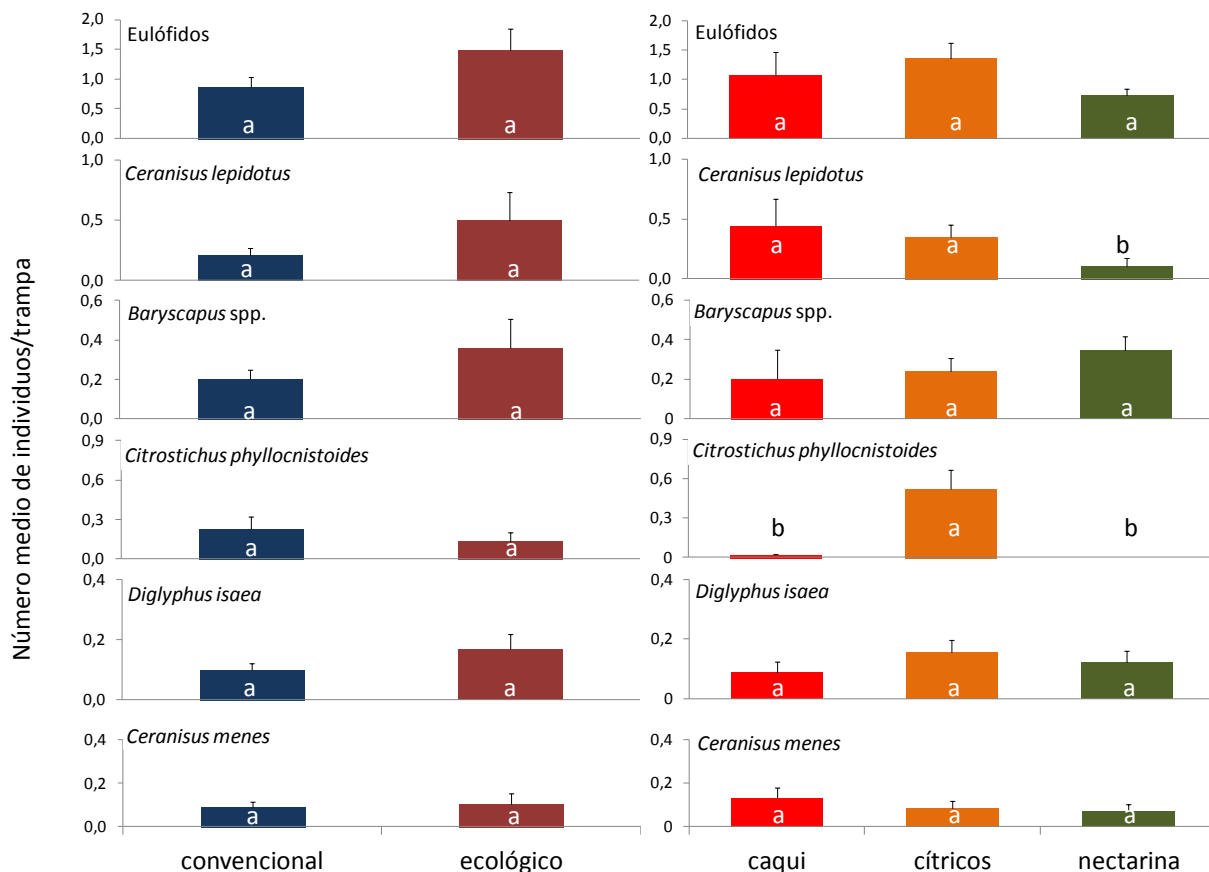 Número medio de individuos/trampa
Eulófidos
2,0
1,5
1,0
0,5
0,0
a
a
Ceranisus lepidotus
1,0
0,5
0,0
a
a
Baryscapus spp.
0,6
0,4
0,2
0,0
a
a
Citrostichus phyllocnistoides
0,9
0,6
0,3
0,0
a
a
Diglyphus isaea
0,4
0,2
0,0
a
a
Ceranisus menes
0,4
0,2
0,0
a
a
convencional
ecológico
Eulófidos
2,0
1,5
1,0
0,5
0,0
a
a
a
Ceranisus lepidotus
1,0
0,5
0,0
a
a
b
Baryscapus spp.
0,6
0,4
0,2
0,0
a
a
a
Citrostichus phyllocnistoides
0,9
0,6
0,3
0
b
a
b
Diglyphus isaea
0,4
0,2
0
a
a
a
Ceranisus menes
0,4
0,2
0
a
a
a
caqui
cítricos
nectarina